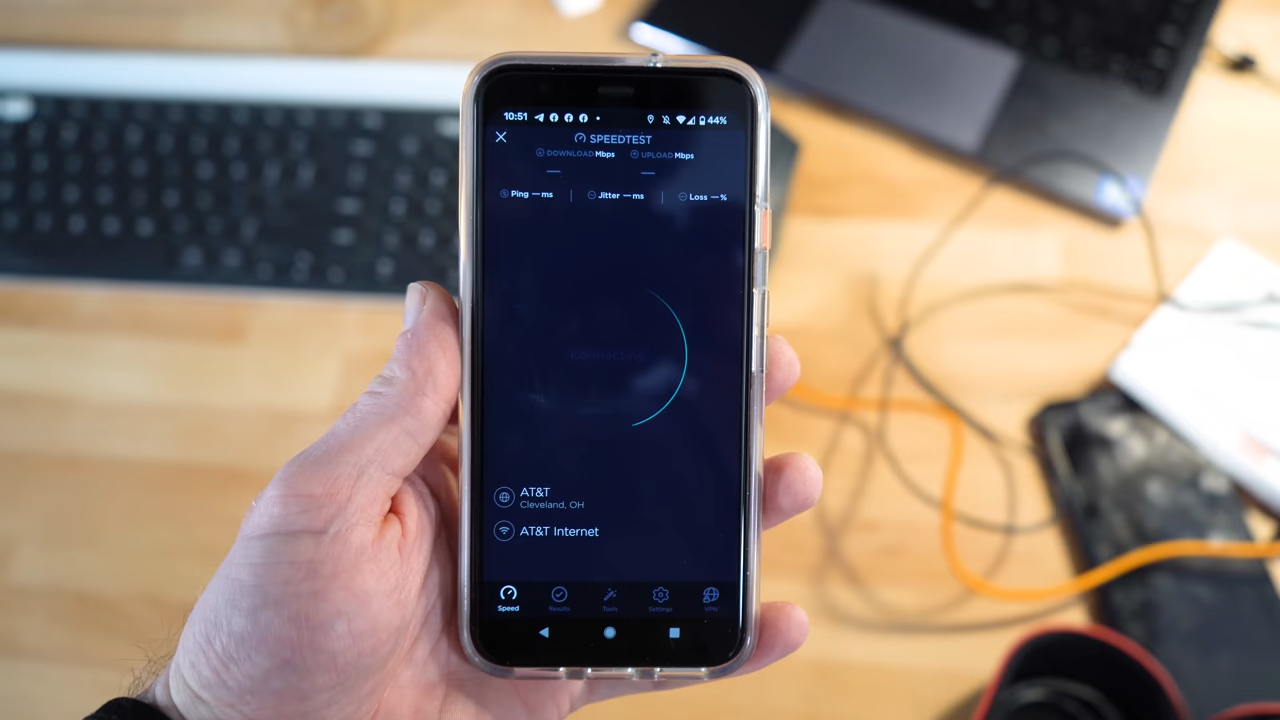 10:51 44%
SPEEDTEST
DOWNLOAD Mbps UPLOAD Mbps
— —
Ping — ms Jitter — ms Loss — %
Connecting
AT&T
Cleveland, OH
AT&T Internet
Speed Results Tools Settings VPN